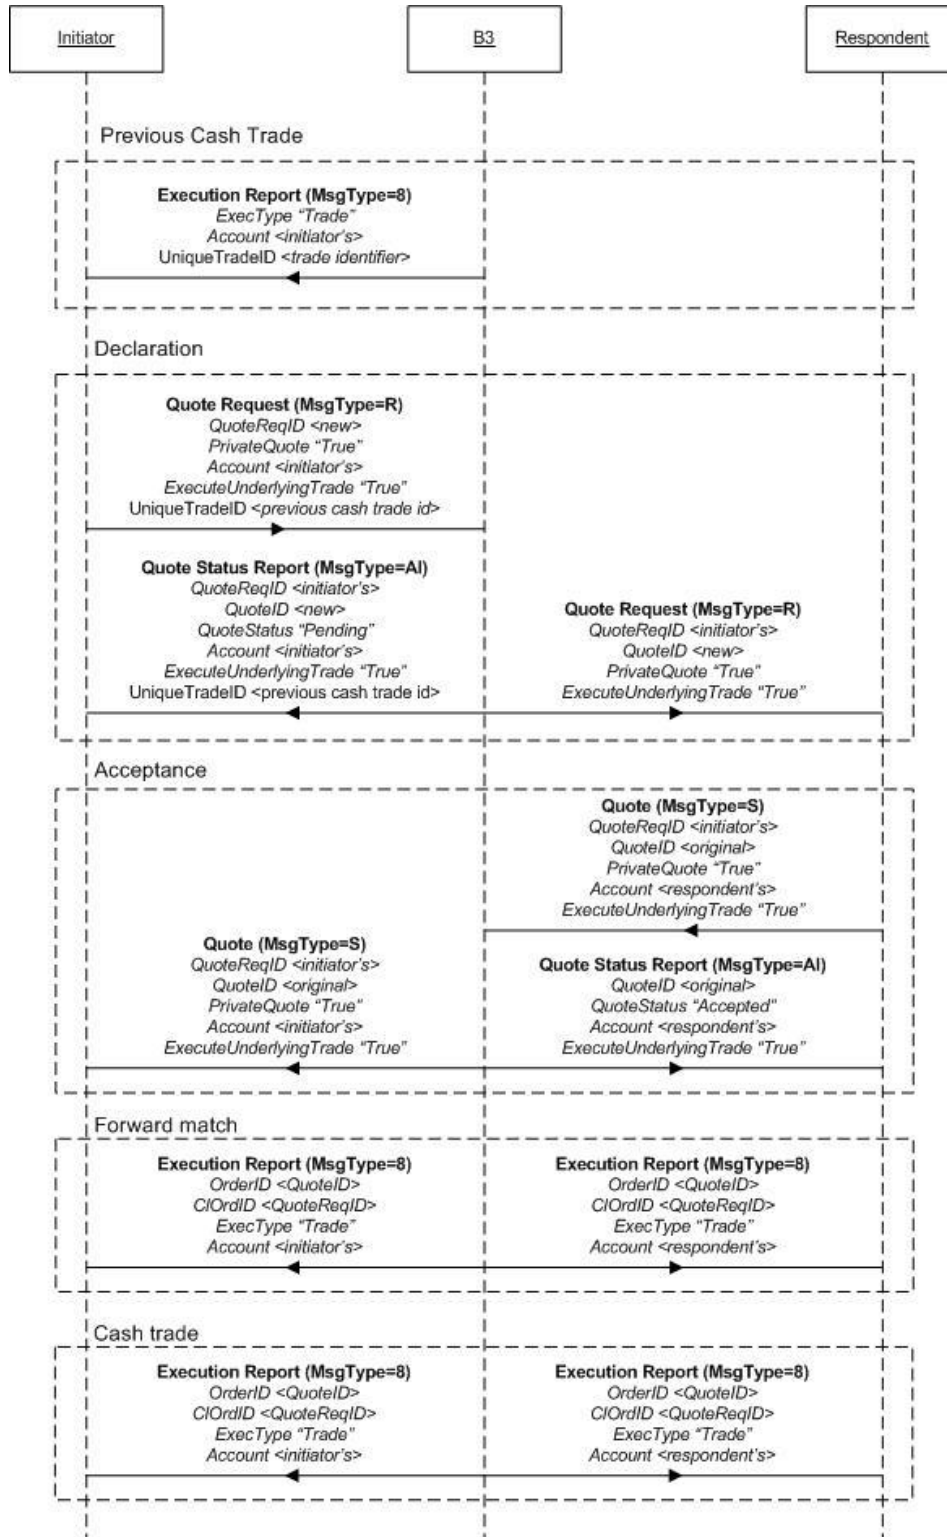 Initiator
B3
Respondent
Previous Cash Trade
Execution Report (MsgType=8)
ExecType “Trade”
Account <initiator’s>
UniqueTradeID <trade identifier>
Declaration
Quote Request (MsgType=R)
QuoteReqID <new>
PrivateQuote “True”
Account <initiator’s>
ExecuteUnderlyingTrade “True”
UniqueTradeID <previous cash trade id>
Quote Status Report (MsgType=AI)
QuoteReqID <initiator’s>
QuoteID <new>
QuoteStatus “Pending”
Account <initiator’s>
ExecuteUnderlyingTrade “True”
UniqueTradeID <previous cash trade id>
Quote Request (MsgType=R)
QuoteReqID <initiator’s>
QuoteID <new>
PrivateQuote “True”
ExecuteUnderlyingTrade “True”
Acceptance
Quote (MsgType=S)
QuoteReqID <initiator’s>
QuoteID <original>
PrivateQuote “True”
Account <respondent’s>
ExecuteUnderlyingTrade “True”
Quote (MsgType=S)
QuoteReqID <initiator’s>
QuoteID <original>
PrivateQuote “True”
Account <initiator’s>
ExecuteUnderlyingTrade “True”
Quote Status Report (MsgType=AI)
QuoteID <original>
QuoteStatus “Accepted”
Account <respondent’s>
ExecuteUnderlyingTrade “True”
Forward match
Execution Report (MsgType=8)
OrderID <QuoteID>
ClOrdID <QuoteReqID>
ExecType “Trade”
Account <initiator’s>
Execution Report (MsgType=8)
OrderID <QuoteID>
ClOrdID <QuoteReqID>
ExecType “Trade”
Account <respondent’s>
Cash trade
Execution Report (MsgType=8)
OrderID <QuoteID>
ClOrdID <QuoteReqID>
ExecType “Trade”
Account <initiator’s>
Execution Report (MsgType=8)
OrderID <QuoteID>
ClOrdID <QuoteReqID>
ExecType “Trade”
Account <respondent’s>